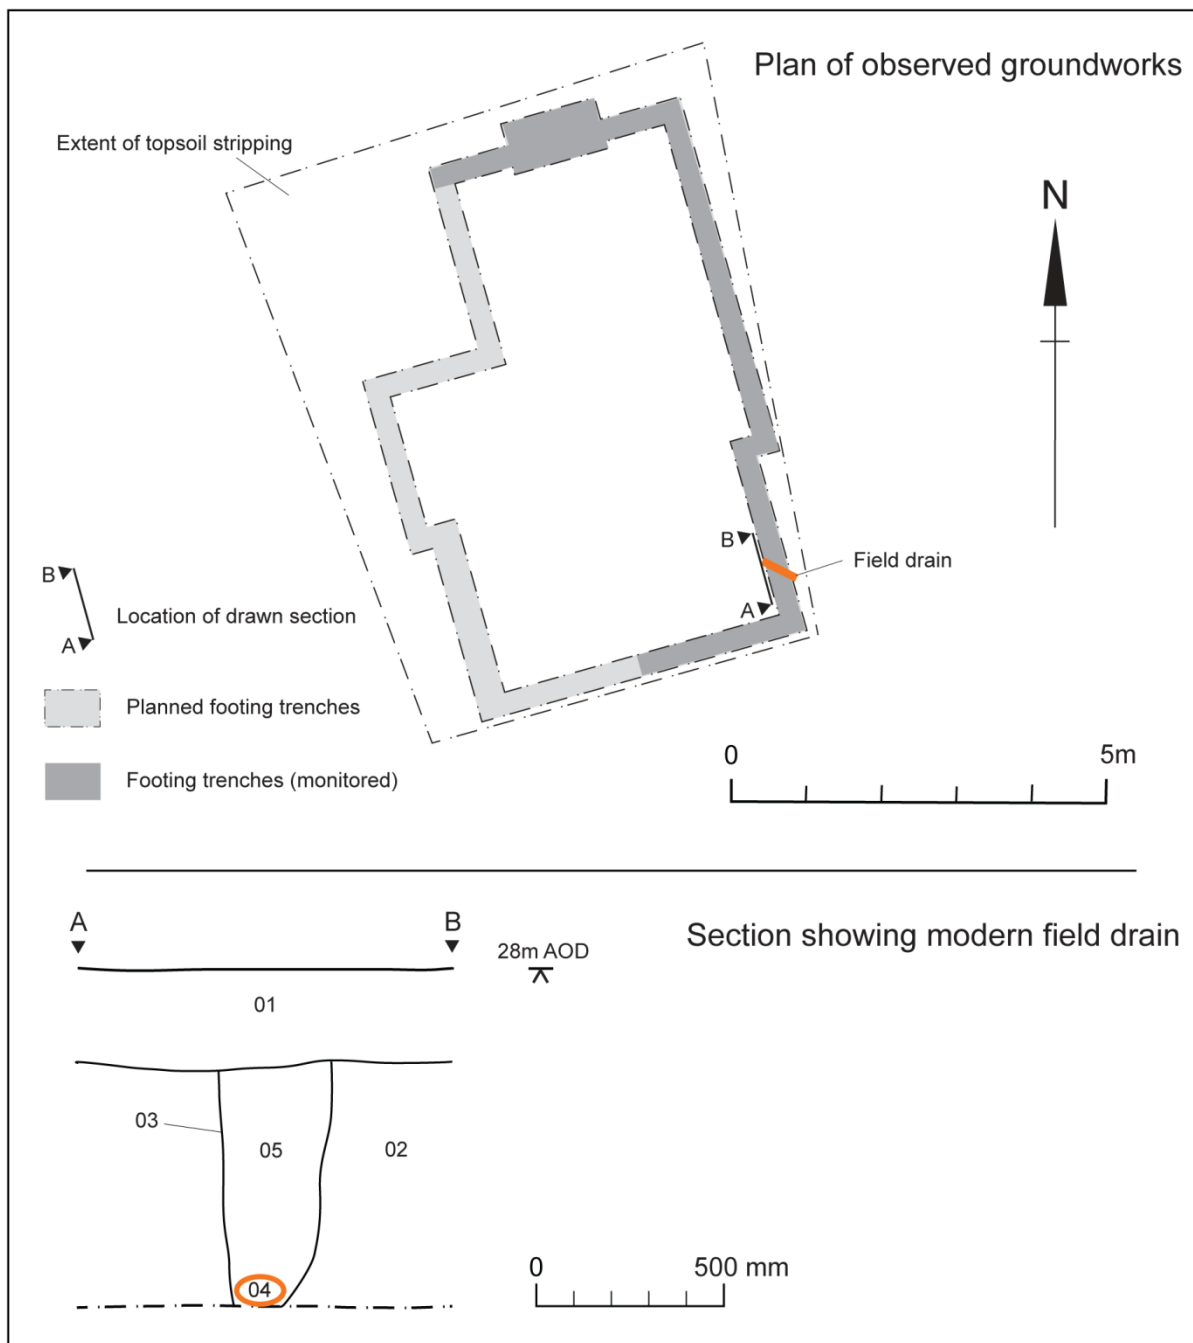 Plan of observed groundworks
Extent of topsoil stripping
N
B
Field drain
A
B
Location of drawn section
A
Planned footing trenches
0 5m
Footing trenches (monitored)
A B
Section showing modern field drain
28m AOD
01
03
05
02
04
0 500 mm